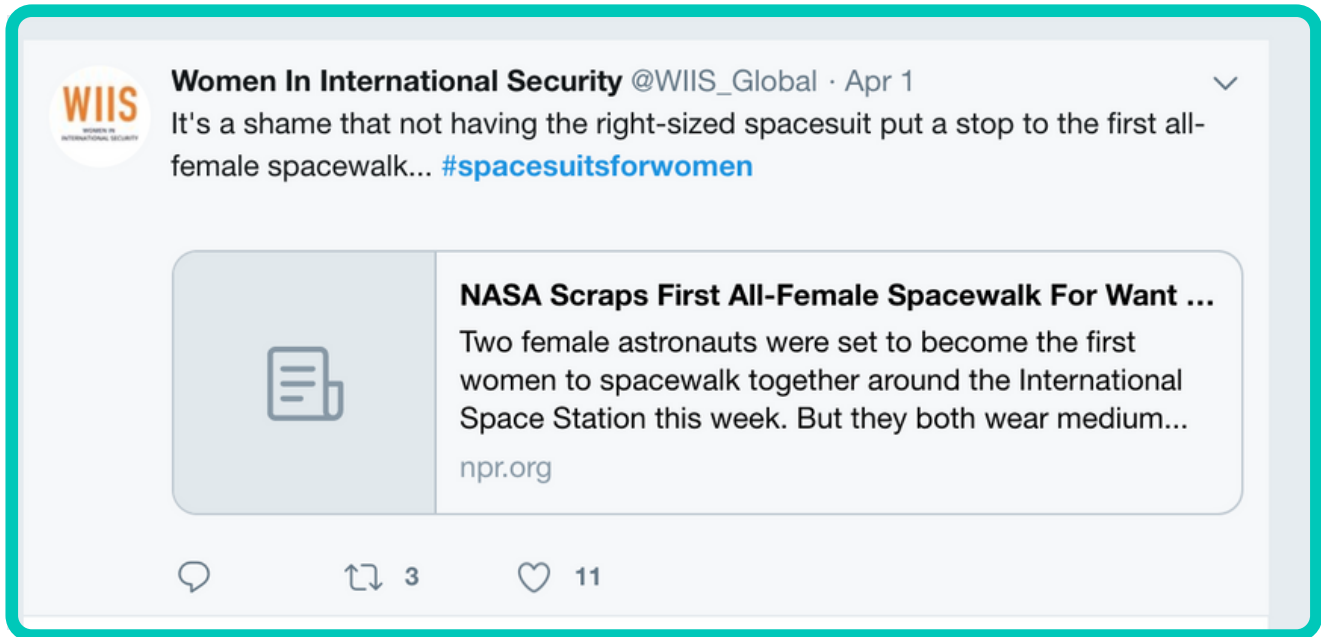 WIIS
WOMEN IN
INTERNATIONAL SECURITY
Women In International Security @WIIS_Global · Apr 1
It's a shame that not having the right-sized spacesuit put a stop to the first all-
female spacewalk... #spacesuitsforwomen
NASA Scraps First All-Female Spacewalk For Want ...
Two female astronauts were set to become the first
women to spacewalk together around the International
Space Station this week. But they both wear medium...
npr.org
3 11